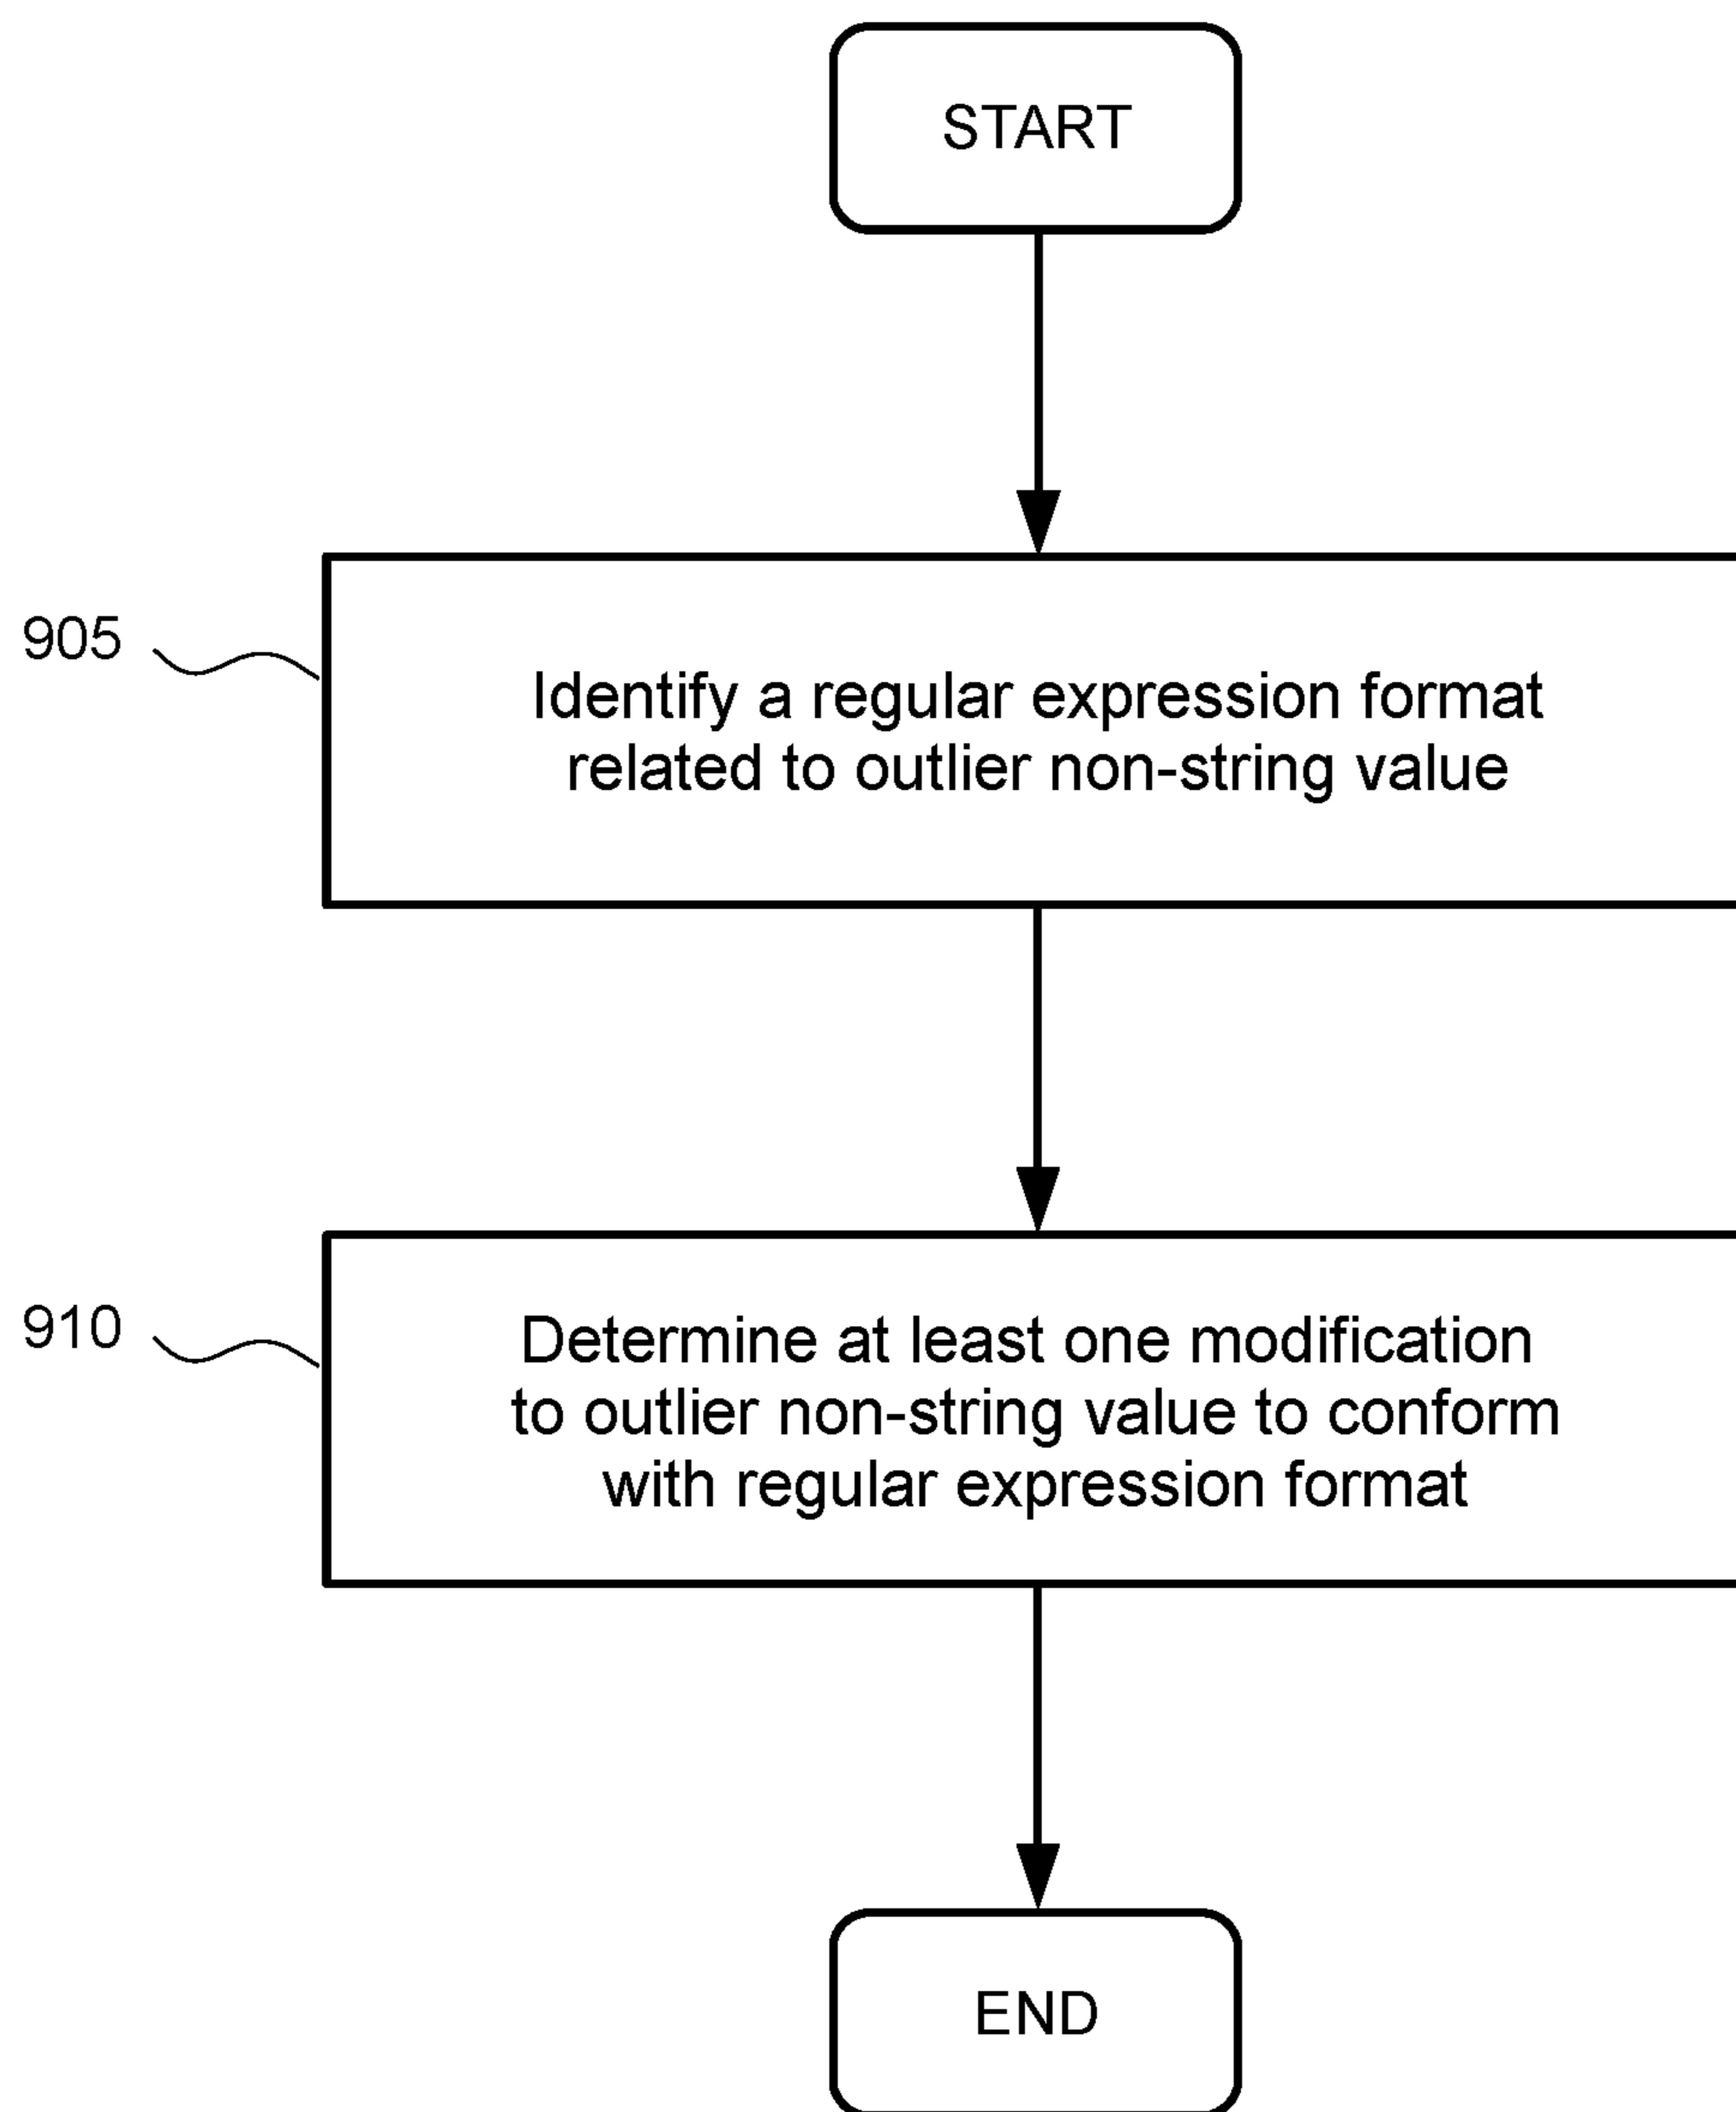 START
905
Identify a regular expression format
related to outlier non-string value
910
Determine at least one modification
to outlier non-string value to conform
with regular expression format
END